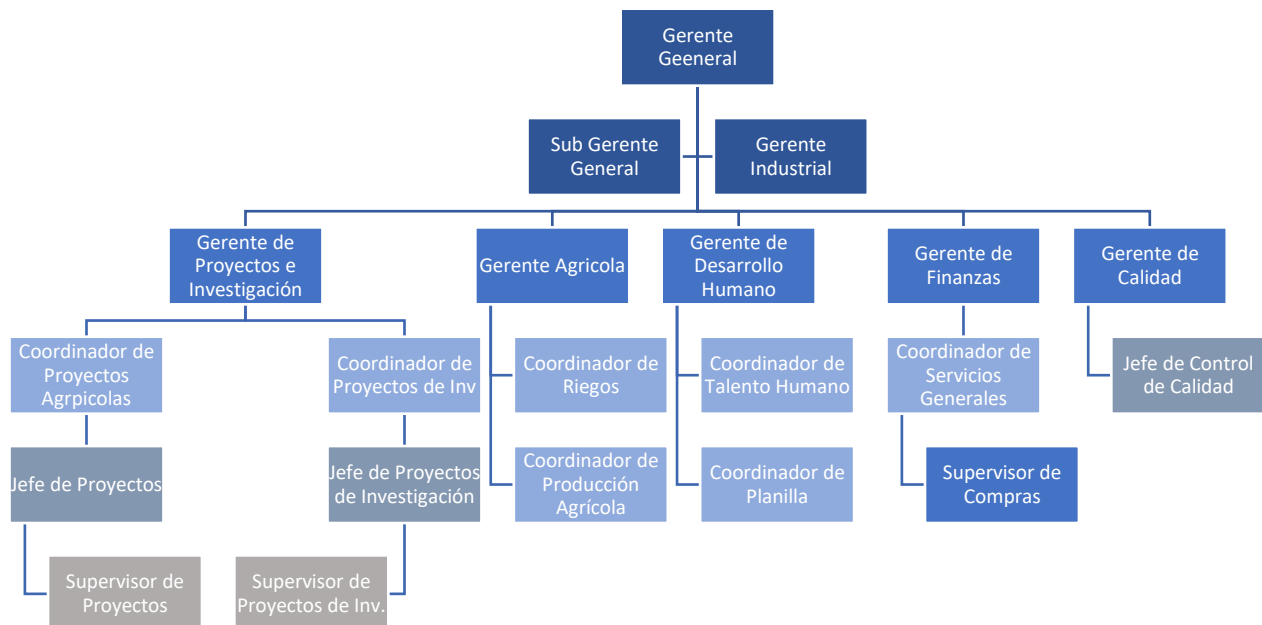 Gerente
Geeneral
Sub Gerente
General
Gerente
Industrial
Gerente de
Proyectos e
Investigación
Gerente Agricola
Gerente de
Desarrollo
Humano
Gerente de
Finanzas
Gerente de
Calidad
Coordinador de
Proyectos
Agrpicolas
Coordinador de
Proyectos de Inv
Coordinador de
Riegos
Coordinador de
Talento Humano
Coordinador de
Servicios
Generales
Jefe de Control
de Calidad
Jefe de Proyectos
Jefe de Proyectos
de Investigación
Coordinador de
Producción
Agrícola
Coordinador de
Planilla
Supervisor de
Compras
Supervisor de
Proyectos
Supervisor de
Proyectos de Inv.